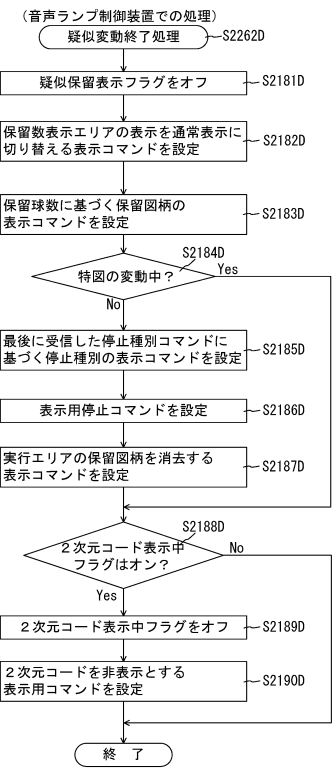 （音声ランプ制御装置での処理）
疑似変動終了処理
S2262D
疑似保留表示フラグをオフ
S2181D
保留数表示エリアの表示を通常表示に
切り替える表示コマンドを設定
S2182D
保留球数に基づく保留図柄の
表示コマンドを設定
S2183D
S2184D
特図の変動中？
Yes
No
最後に受信した停止種別コマンドに
基づく停止種別の表示コマンドを設定
S2185D
表示用停止コマンドを設定
S2186D
実行エリアの保留図柄を消去する
表示コマンドを設定
S2187D
S2188D
２次元コード表示中
フラグはオン？
No
Yes
２次元コード表示中フラグをオフ
S2189D
２次元コードを非表示とする
表示用コマンドを設定
S2190D
終 了